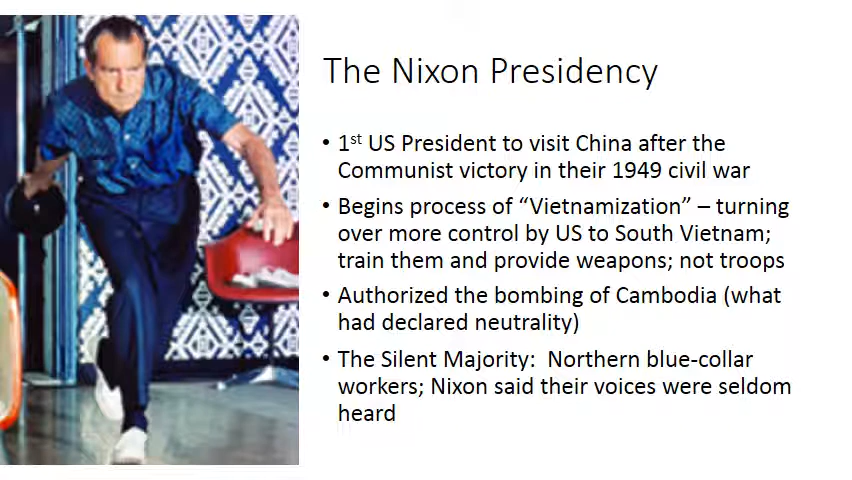 The Nixon Presidency
• 1st US President to visit China after the
Communist victory in their 1949 civil war
• Begins process of “Vietnamization” – turning
over more control by US to South Vietnam;
train them and provide weapons; not troops
• Authorized the bombing of Cambodia (what
had declared neutrality)
• The Silent Majority:  Northern blue-collar
workers; Nixon said their voices were seldom
heard